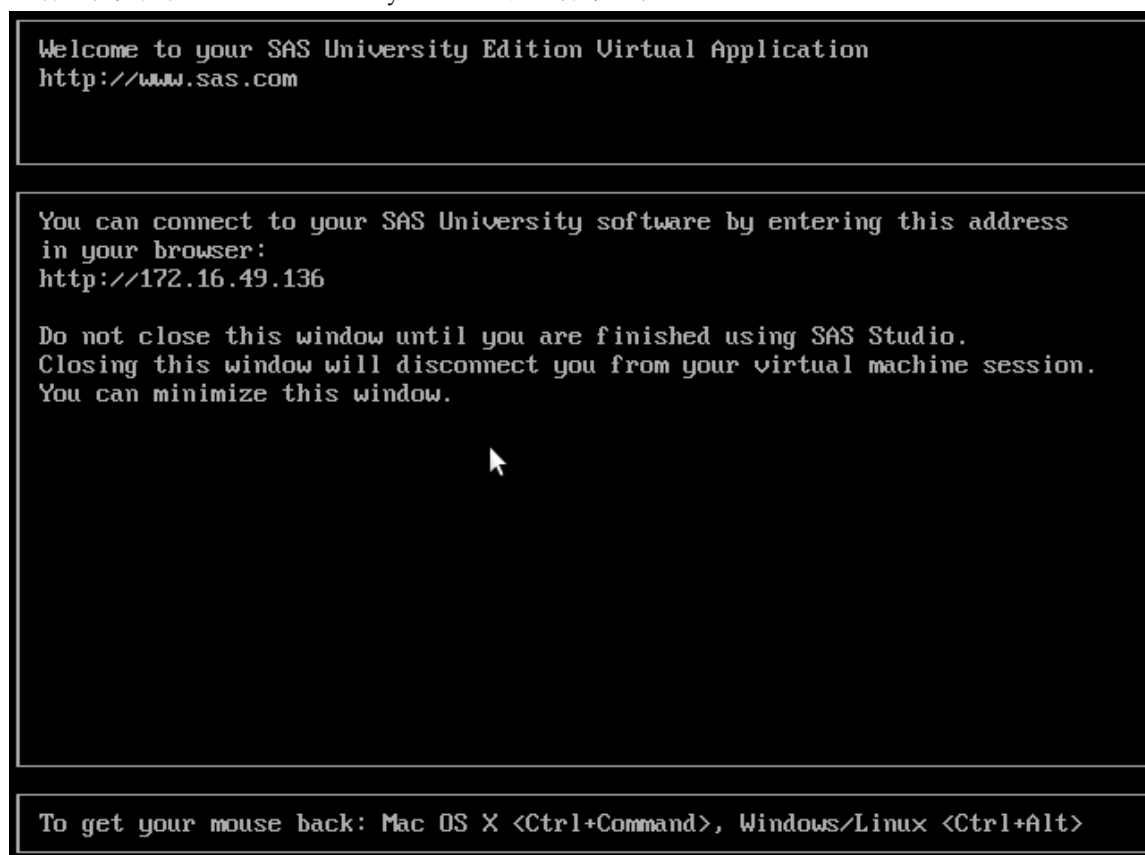 Welcome to your SAS University Edition Virtual Application
http://www.sas.com
You can connect to your SAS University software by entering this address
in your browser:
http://172.16.49.136
Do not close this window until you are finished using SAS Studio.
Closing this window will disconnect you from your virtual machine session.
You can minimize this window.
To get your mouse back: Mac OS X <Ctrl+Command>, Windows/Linux <Ctrl+Alt>